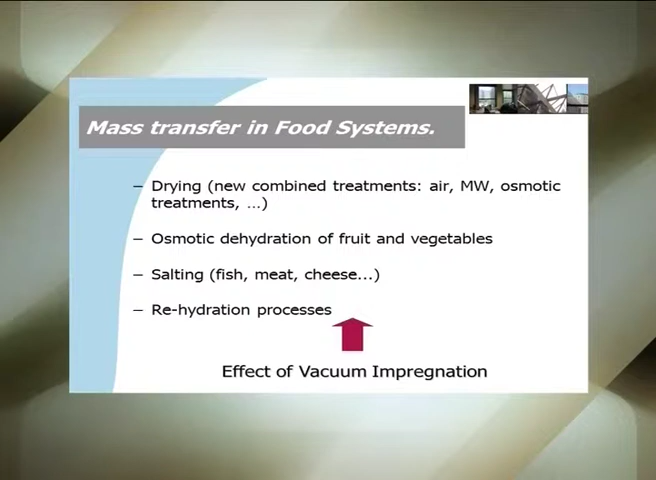 Mass transfer in Food Systems.
– Drying (new combined treatments: air, MW, osmotic
treatments, ...)
– Osmotic dehydration of fruit and vegetables
– Salting (fish, meat, cheese...)
– Re-hydration processes
Effect of Vacuum Impregnation